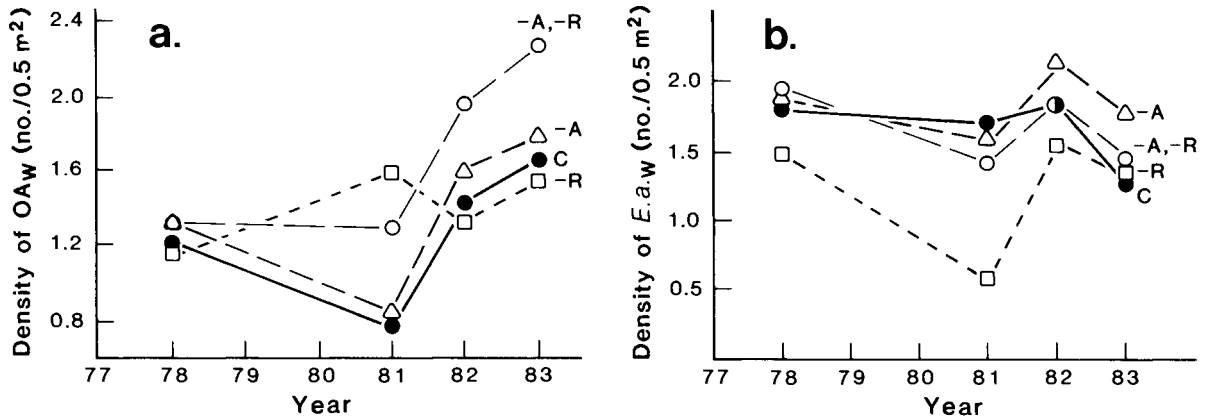 a.
Density of OAW (no./0.5 m²)
2.4
2.0
1.6
1.2
0.8
-A,-R
-A
C
-R
77 78 79 80 81 82 83
Year
b.
Density of E.a.W (no./0.5 m²)
2.0
1.5
1.0
0.5
-A
-A,-R
-R
C
77 78 79 80 81 82 83
Year